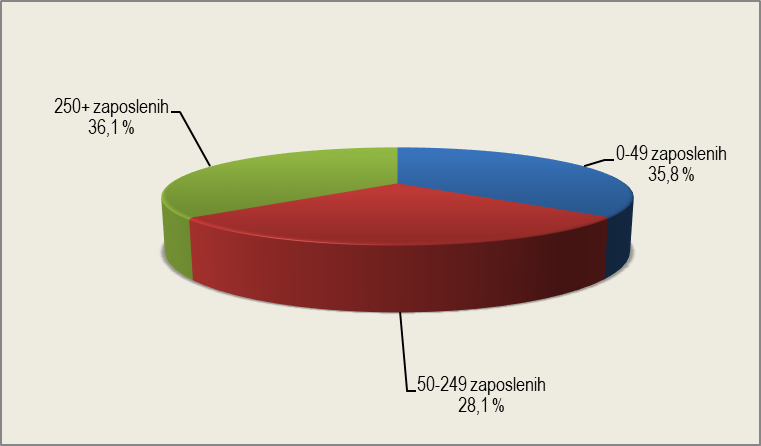 250+ zaposlenih
36,1 %
0-49 zaposlenih
35,8 %
50-249 zaposlenih
28,1 %